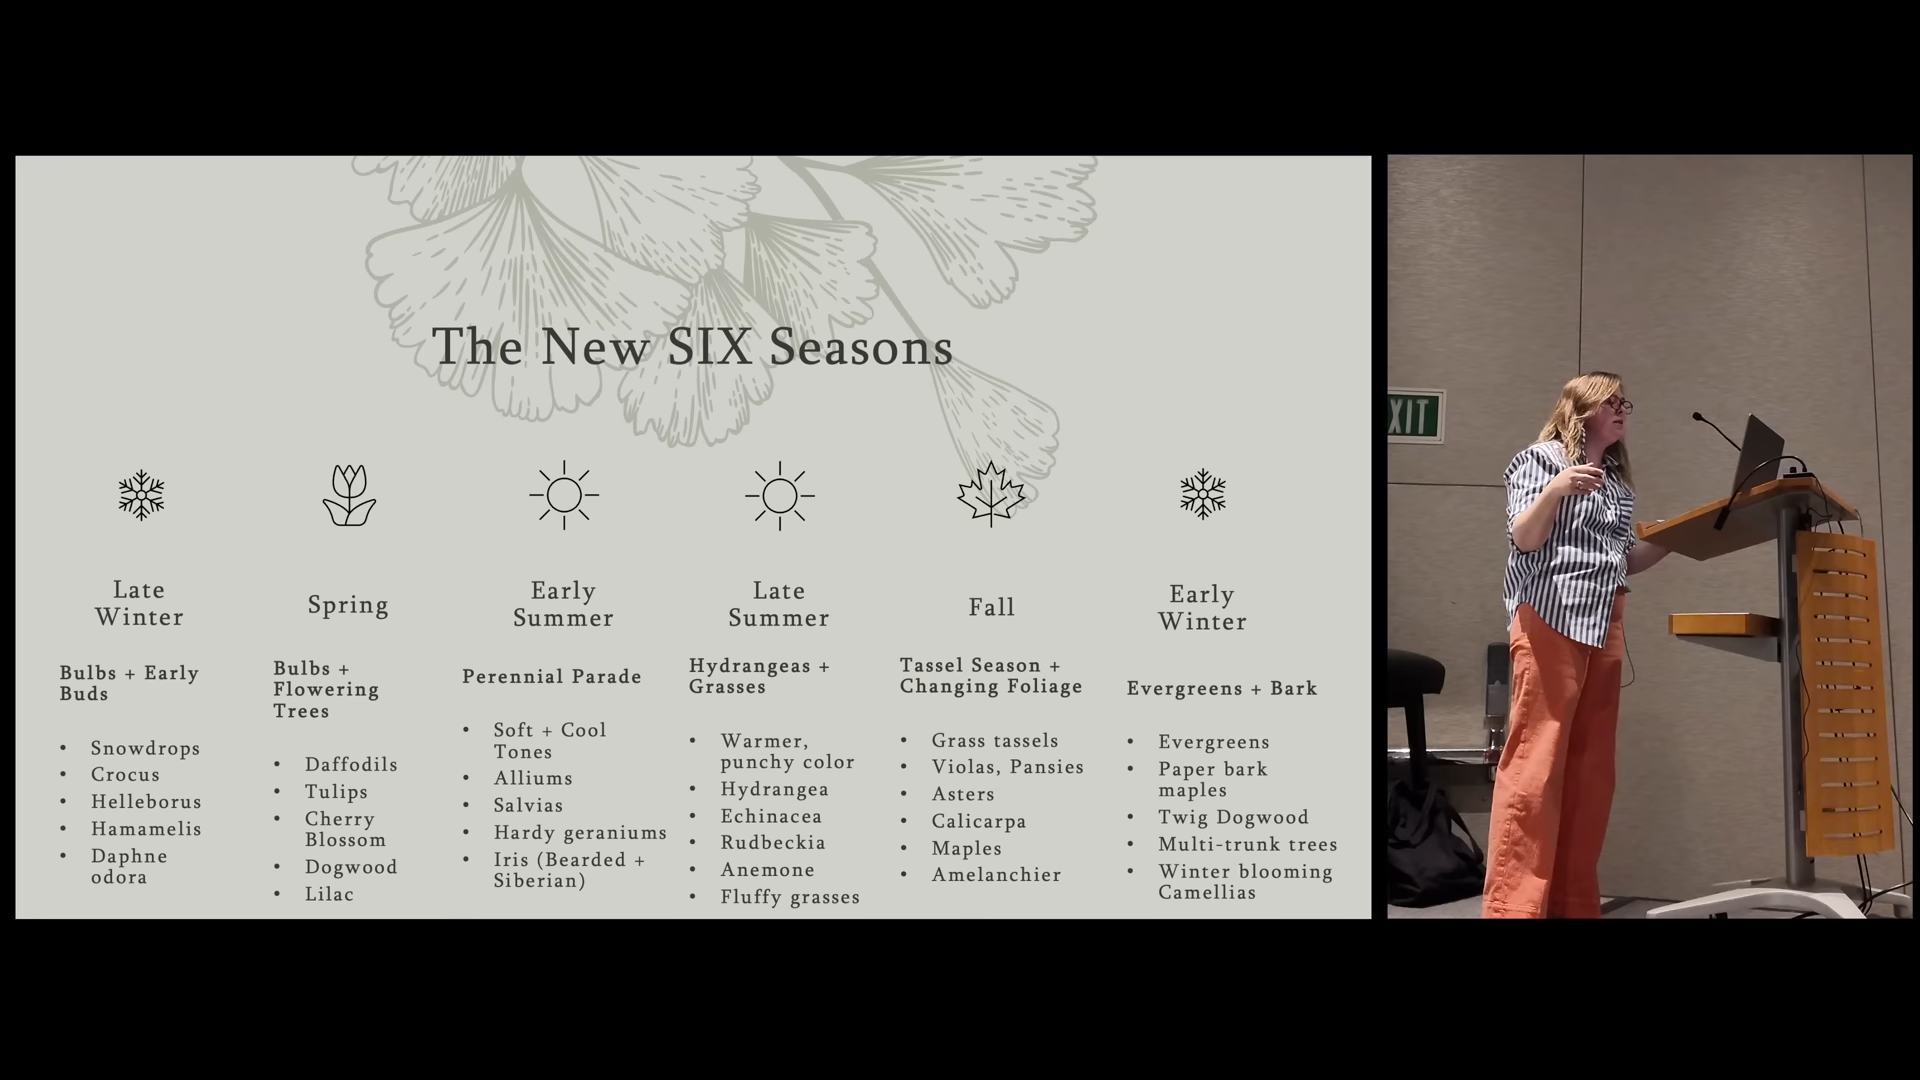 The New SIX Seasons
Late
Winter
Bulbs + Early
Buds
• Snowdrops
• Crocus
• Helleborus
• Hamamelis
• Daphne
odora
Spring
Bulbs +
Flowering
Trees
• Daffodils
• Tulips
• Cherry
Blossom
• Dogwood
• Lilac
Early
Summer
Perennial Parade
• Soft + Cool
Tones
• Alliums
• Salvias
• Hardy geraniums
• Iris (Bearded +
Siberian)
Late
Summer
Hydrangeas +
Grasses
• Warmer,
punchy color
• Hydrangea
• Echinacea
• Rudbeckia
• Anemone
• Fluffy grasses
Fall
Tassel Season +
Changing Foliage
• Grass tassels
• Violas, Pansies
• Asters
• Calicarpa
• Maples
• Amelanchier
Early
Winter
Evergreens + Bark
• Evergreens
• Paper bark
maples
• Twig Dogwood
• Multi-trunk trees
• Winter blooming
Camellias
XIT